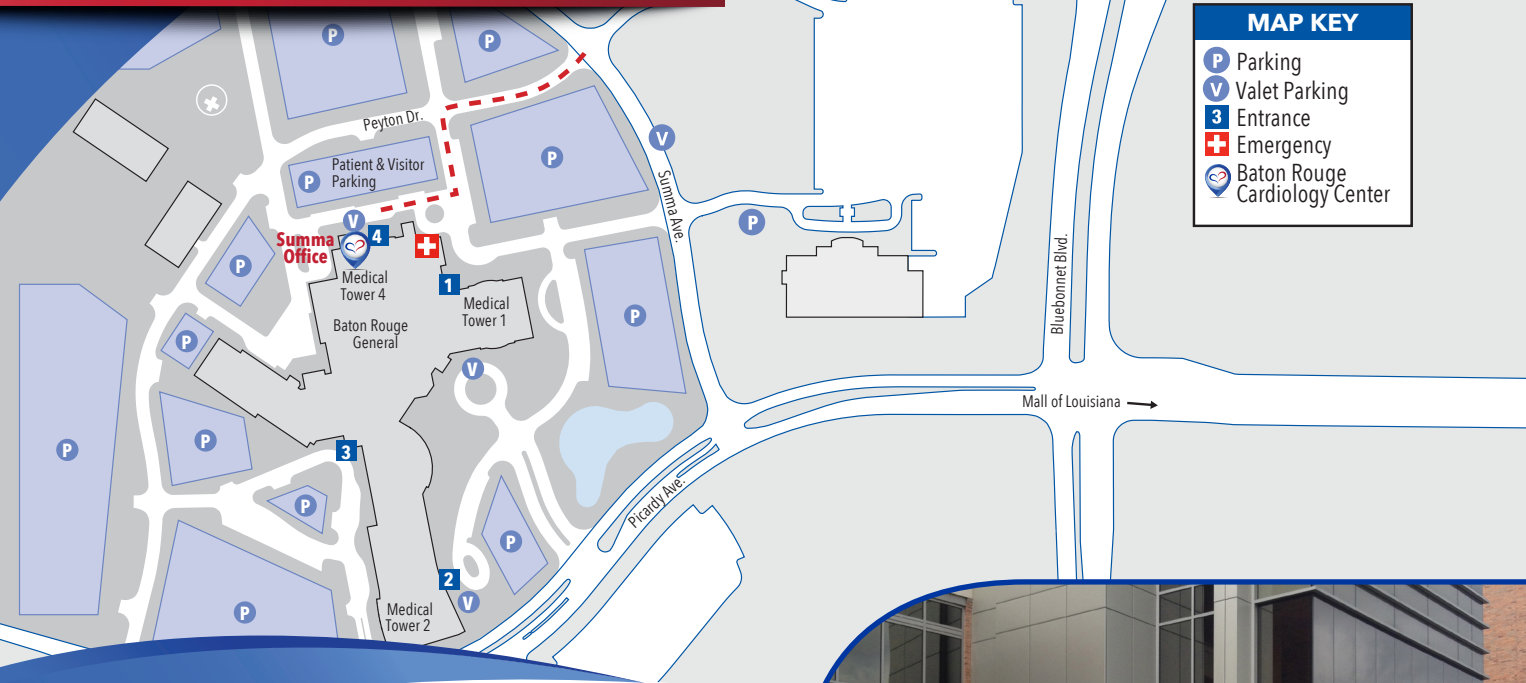 MAP KEY
P Parking
V Valet Parking
3 Entrance
Emergency
Baton Rouge
Cardiology Center
P
P
Peyton Dr.
P
Patient & Visitor
Parking
P
V
Summa Ave.
P
V
4
Summa
Office
1
P
Medical
Tower 4
Medical
Tower 1
Baton Rouge
General
P
P
V
Bluebonnet Blvd.
Mall of Louisiana
P
P
3
P
Picardy Ave.
P
2
V
P
Medical
Tower 2